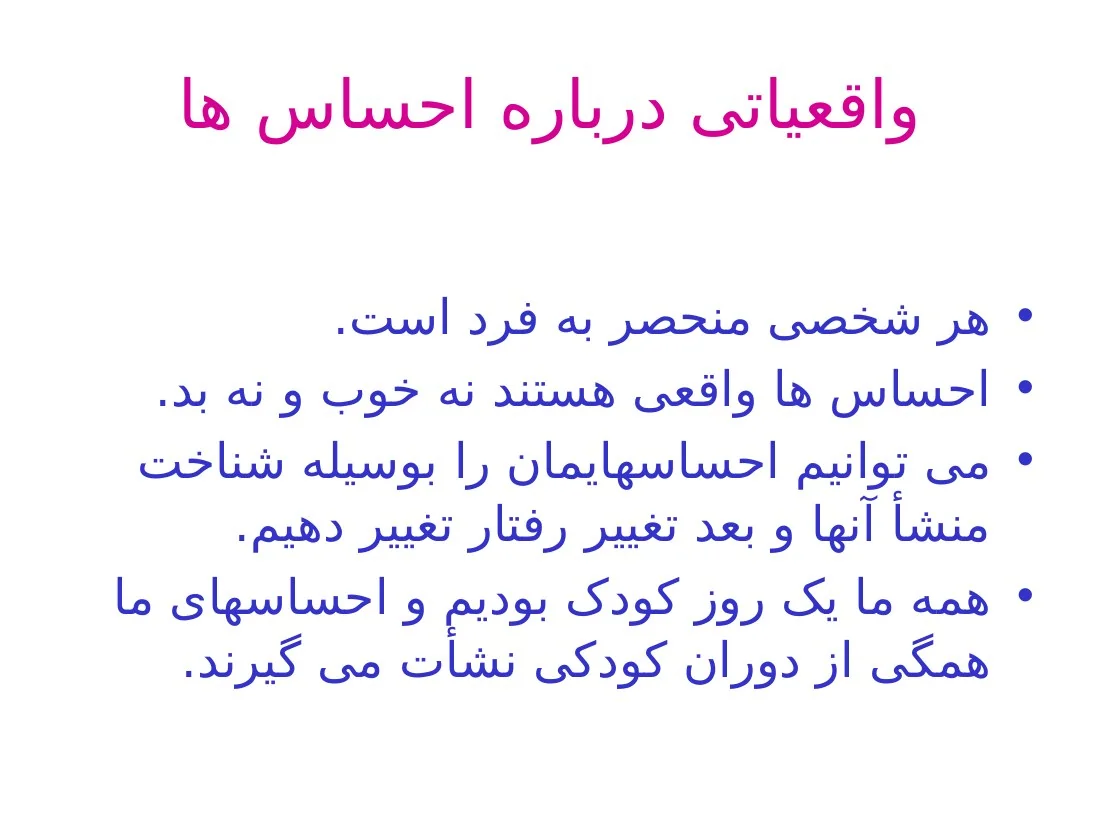 واقعیاتی درباره احساس ها
• هر شخصی منحصر به فرد است.
• احساس ها واقعی هستند نه خوب و نه بد.
• می توانیم احساسهایمان را بوسیله شناخت
منشأ آنها و بعد تغییر رفتار تغییر دهیم.
• همه ما یک روز کودک بودیم و احساسهای ما
همگی از دوران کودکی نشأت می گیرند.